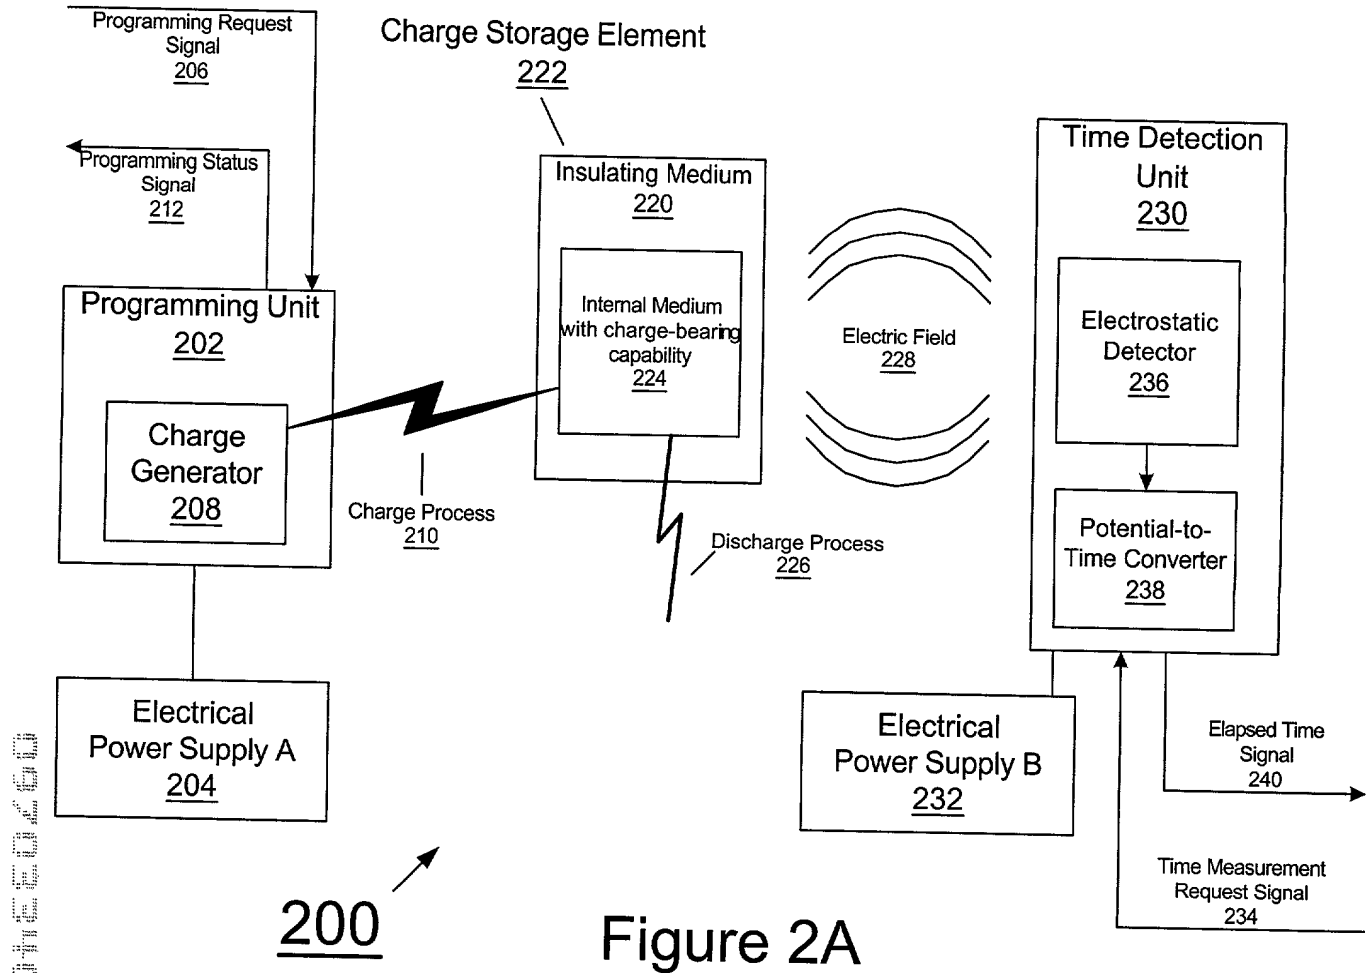 Programming Request
Signal
206
Programming Status
Signal
212
Programming Unit
202
Charge
Generator
208
Electrical
Power Supply A
204
Charge Storage Element
222
Insulating Medium
220
Internal Medium
with charge-bearing
capability
224
Charge Process
210
Discharge Process
226
Electric Field
228
Time Detection
Unit
230
Electrostatic
Detector
236
Potential-to-
Time Converter
238
Electrical
Power Supply B
232
Elapsed Time
Signal
240
Time Measurement
Request Signal
234
200
Figure 2A